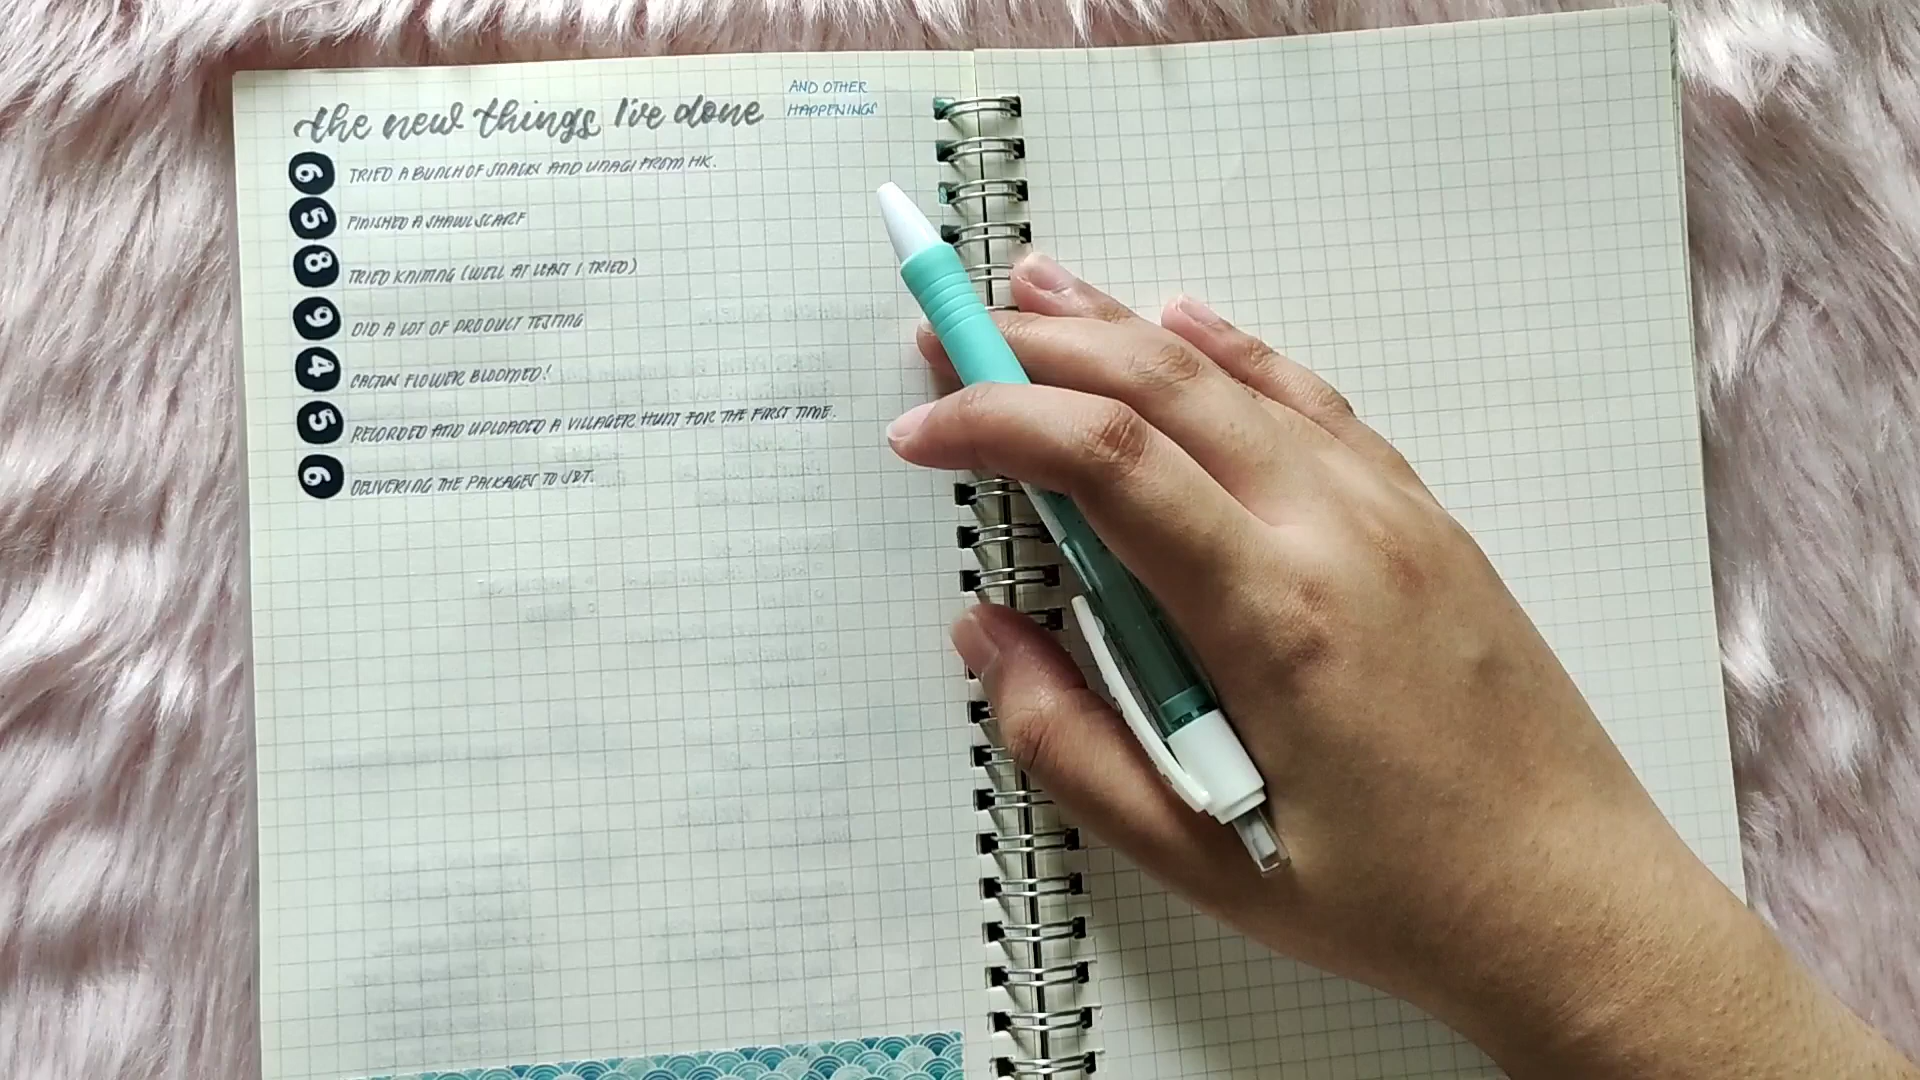 the new things I've done
AND OTHER
HAPPENINGS
6 TRIED A BUNCH OF SNACKS AND UNAGI FROM HK.
5 FINISHED A SHAWL SCARF
8 TRIED KNITTING (WELL AT LEAST I TRIED)
9 DID A LOT OF PRODUCT TESTING
4 CACTUS FLOWER BLOOMED!
5 RECORDED AND UPLOADED A VILLAGER HUNT FOR THE FIRST TIME.
6 DELIVERING THE PACKAGES TO J&T.